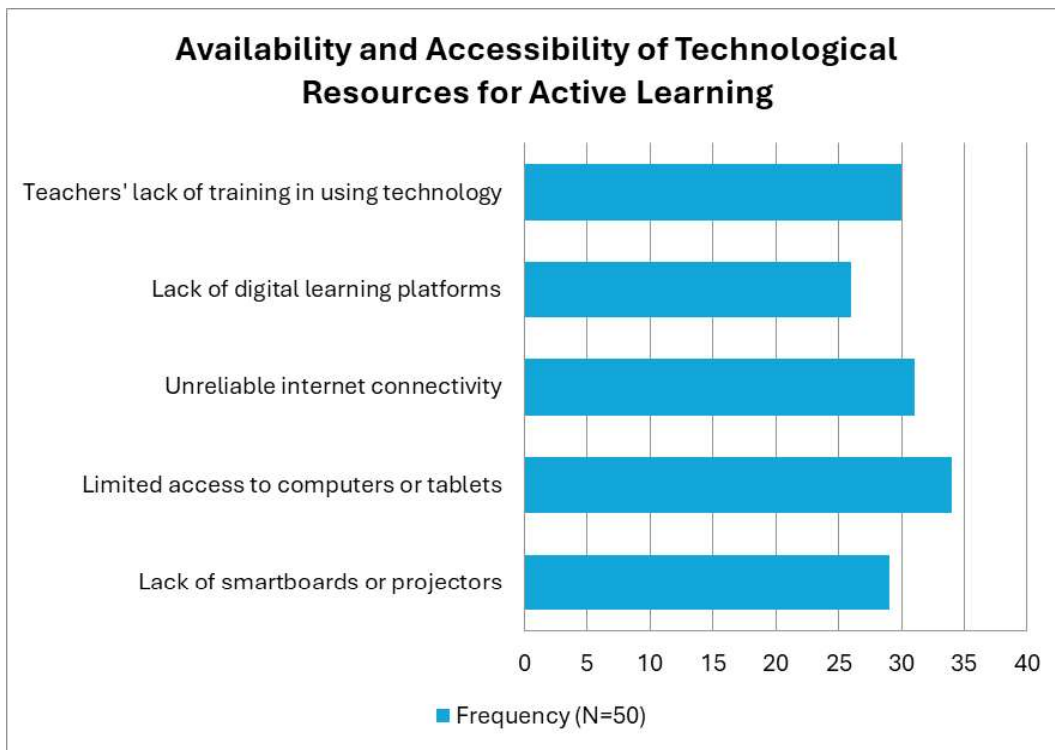 Availability and Accessibility of Technological
Resources for Active Learning
Teachers' lack of training in using technology
Lack of digital learning platforms
Unreliable internet connectivity
Limited access to computers or tablets
Lack of smartboards or projectors
0 5 10 15 20 25 30 35 40
Frequency (N=50)